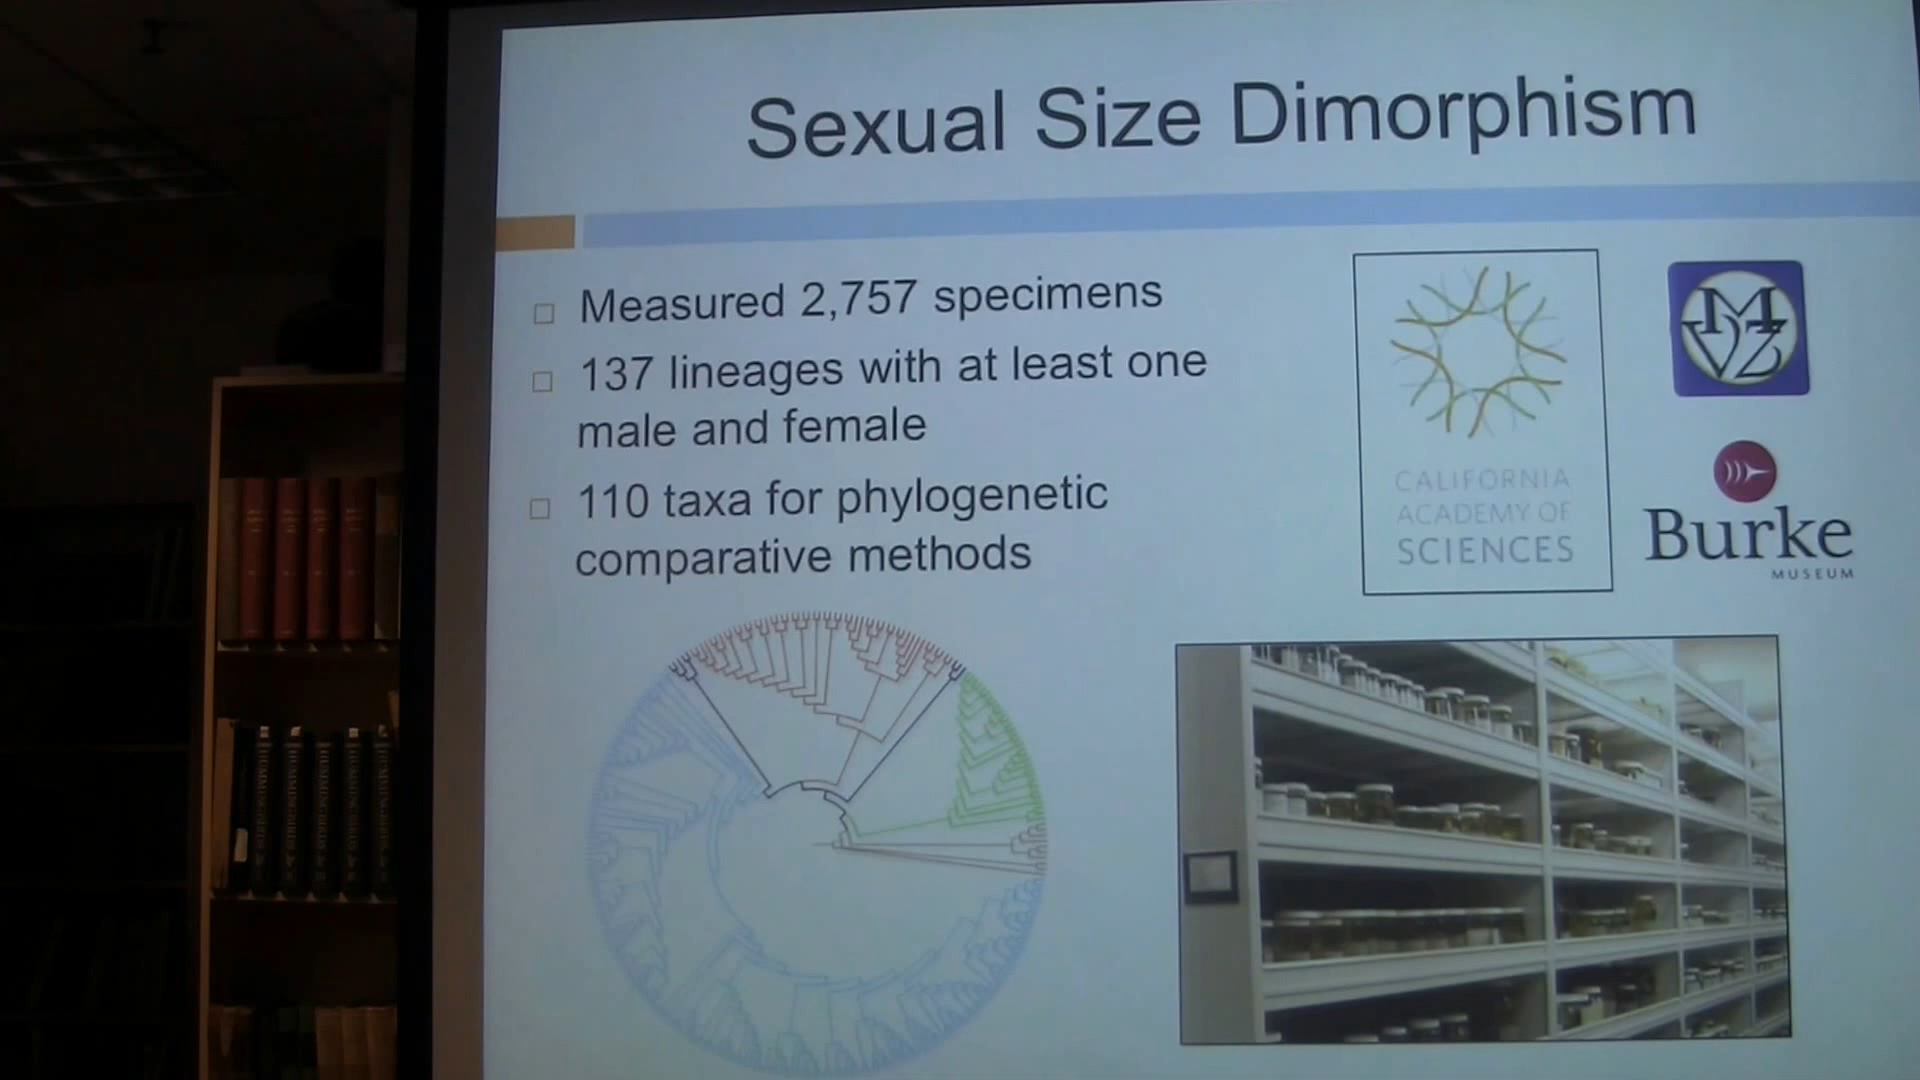 Sexual Size Dimorphism
Measured 2,757 specimens
137 lineages with at least one
male and female
110 taxa for phylogenetic
comparative methods
CALIFORNIA
ACADEMY OF
SCIENCES
MVZ
Burke
MUSEUM